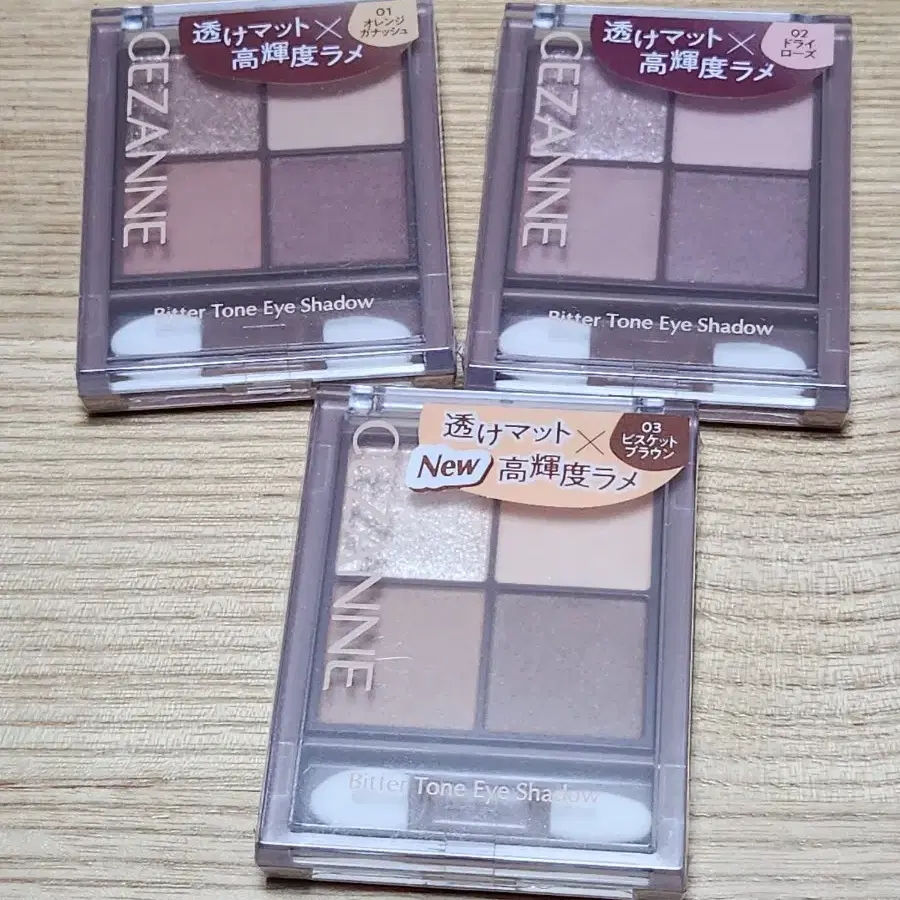 透けマット×
高輝度ラメ
01
オレンジ
ガナッシュ
CEZANNE
Bitter Tone Eye Shadow
透けマット×
高輝度ラメ
02
ドライ
ローズ
CEZANNE
Bitter Tone Eye Shadow
透けマット×
New 高輝度ラメ
03
ビスケット
ブラウン
CEZANNE
Bitter Tone Eye Shadow